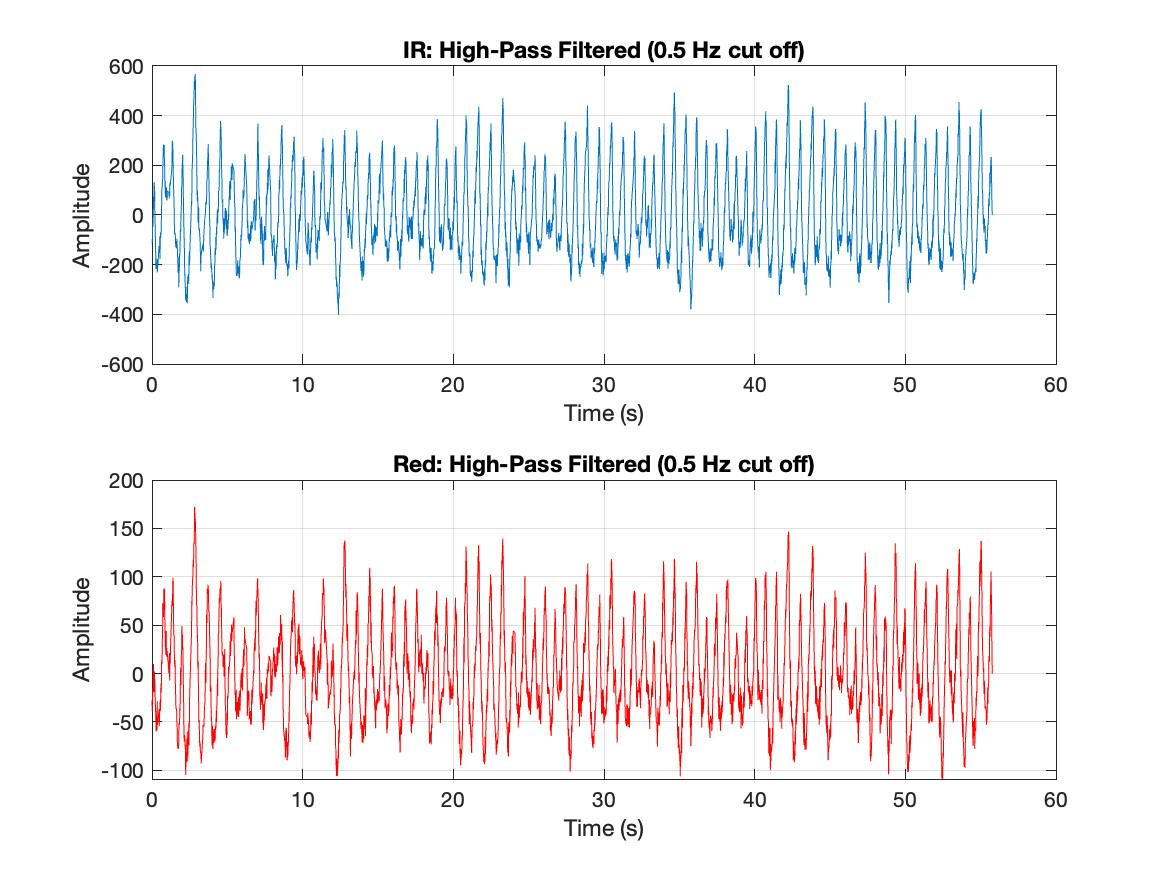 IR: High-Pass Filtered (0.5 Hz cut off)
600
400
200
0
-200
-400
-600
Amplitude
0 10 20 30 40 50 60
Time (s)
Red: High-Pass Filtered (0.5 Hz cut off)
200
150
100
50
0
-50
-100
Amplitude
0 10 20 30 40 50 60
Time (s)